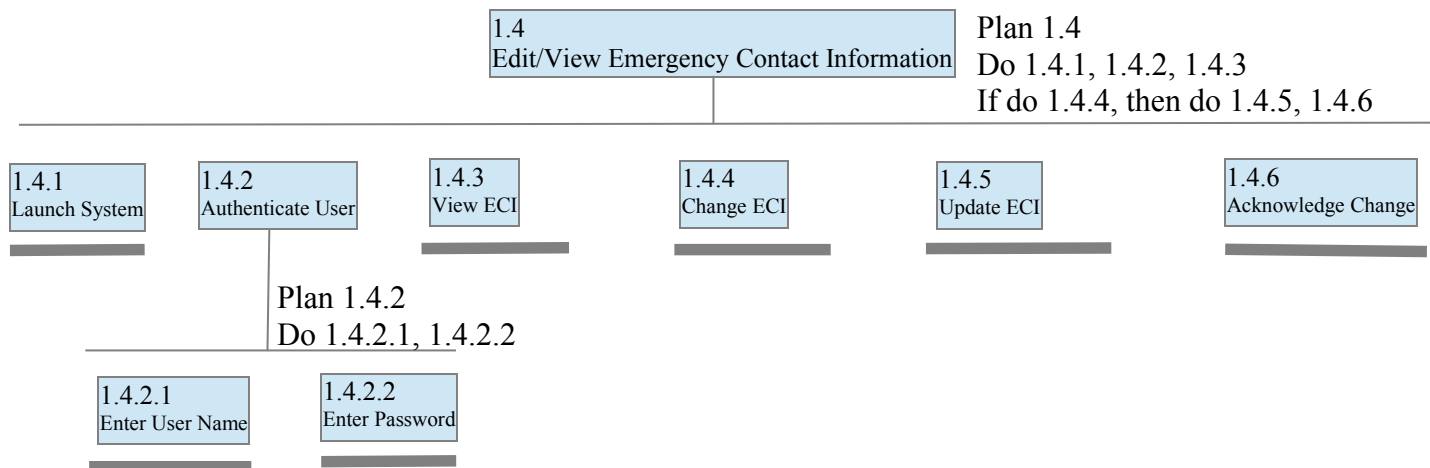 1.4
Edit/View Emergency Contact Information
Plan 1.4
Do 1.4.1, 1.4.2, 1.4.3
If do 1.4.4, then do 1.4.5, 1.4.6
1.4.1
Launch System
1.4.2
Authenticate User
1.4.3
View ECI
1.4.4
Change ECI
1.4.5
Update ECI
1.4.6
Acknowledge Change
Plan 1.4.2
Do 1.4.2.1, 1.4.2.2
1.4.2.1
Enter User Name
1.4.2.2
Enter Password